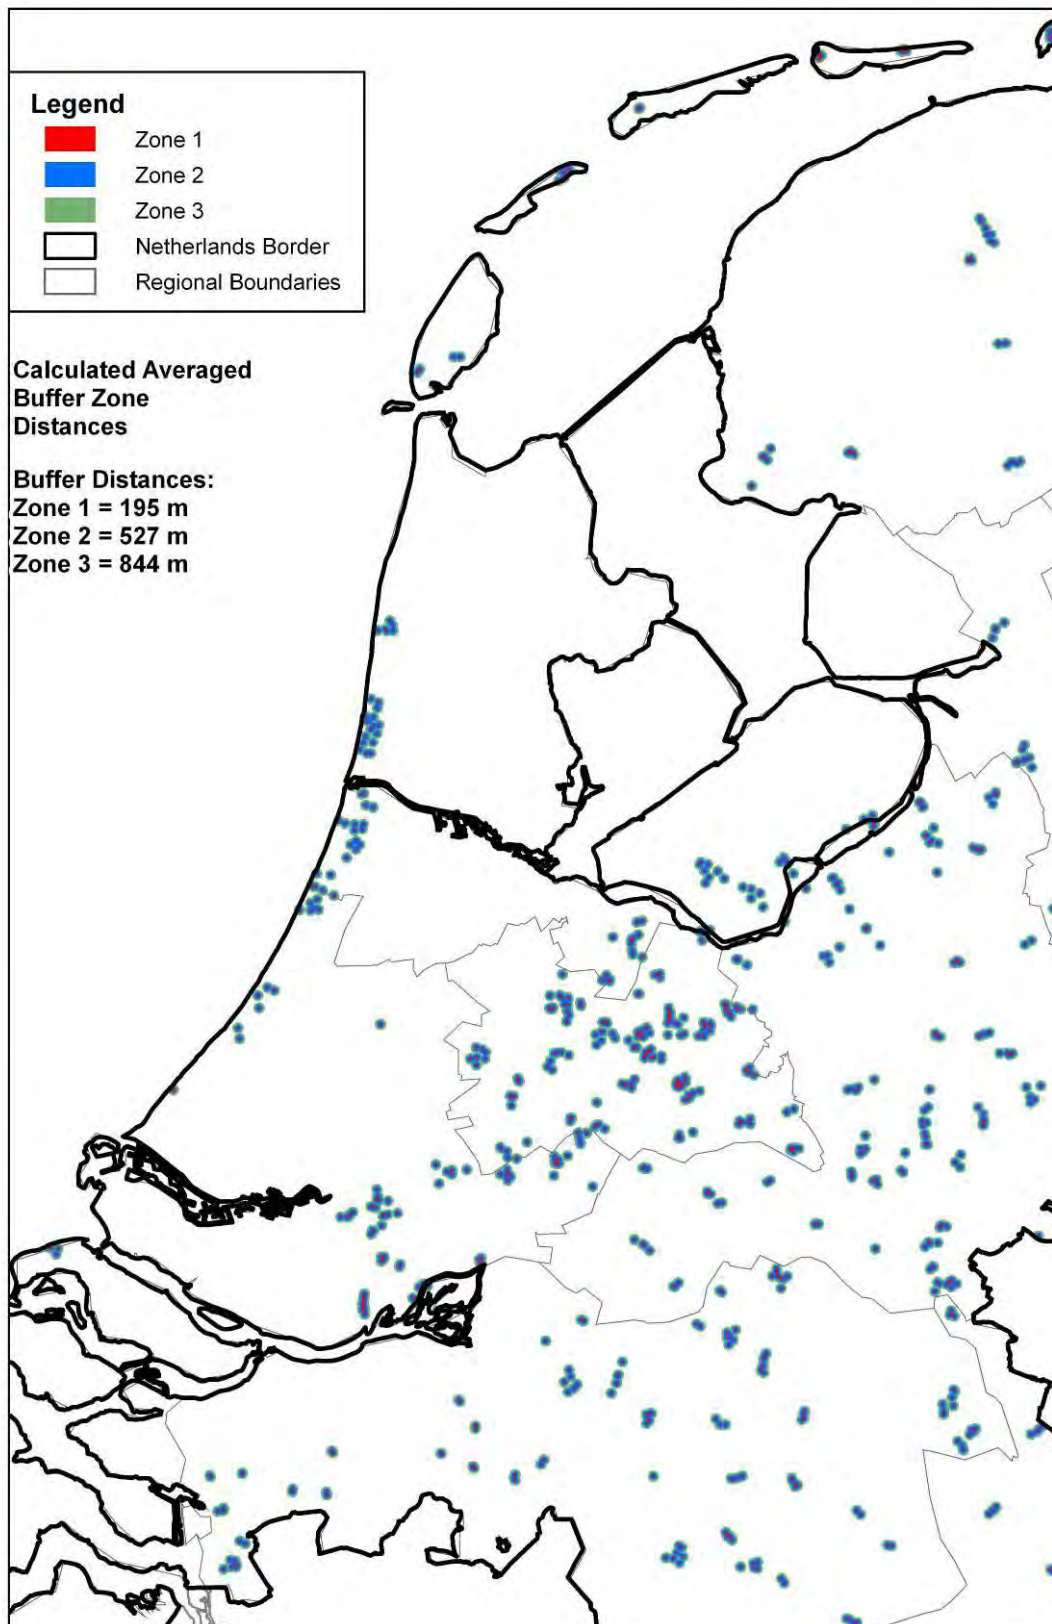 Legend
Zone 1
Zone 2
Zone 3
Netherlands Border
Regional Boundaries
Calculated Averaged
Buffer Zone
Distances
Buffer Distances:
Zone 1 = 195 m
Zone 2 = 527 m
Zone 3 = 844 m